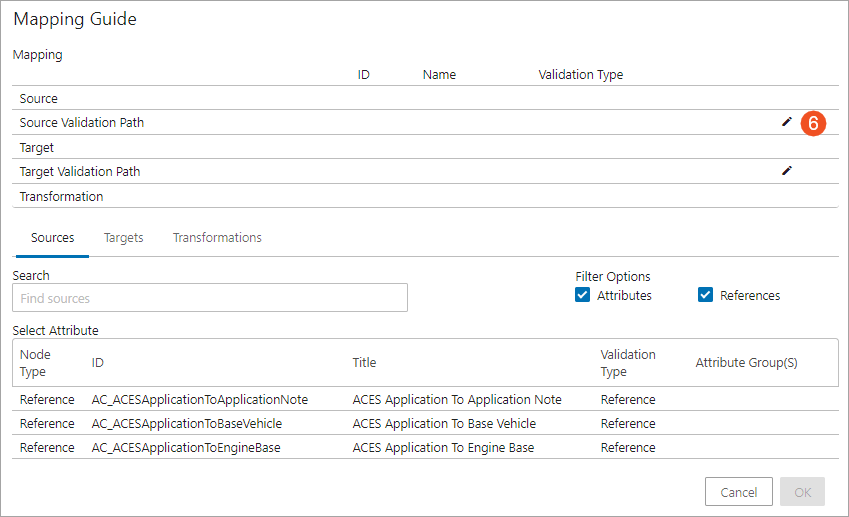 Mapping Guide
Mapping
ID Name Validation Type
Source
Source Validation Path 6
Target
Target Validation Path
Transformation
Sources Targets Transformations
Search Filter Options
Find sources Attributes References
Select Attribute
Node Type ID Title Validation Type Attribute Group(S)
Reference AC_ACESApplicationToApplicationNote ACES Application To Application Note Reference
Reference AC_ACESApplicationToBaseVehicle ACES Application To Base Vehicle Reference
Reference AC_ACESApplicationToEngineBase ACES Application To Engine Base Reference
Cancel OK